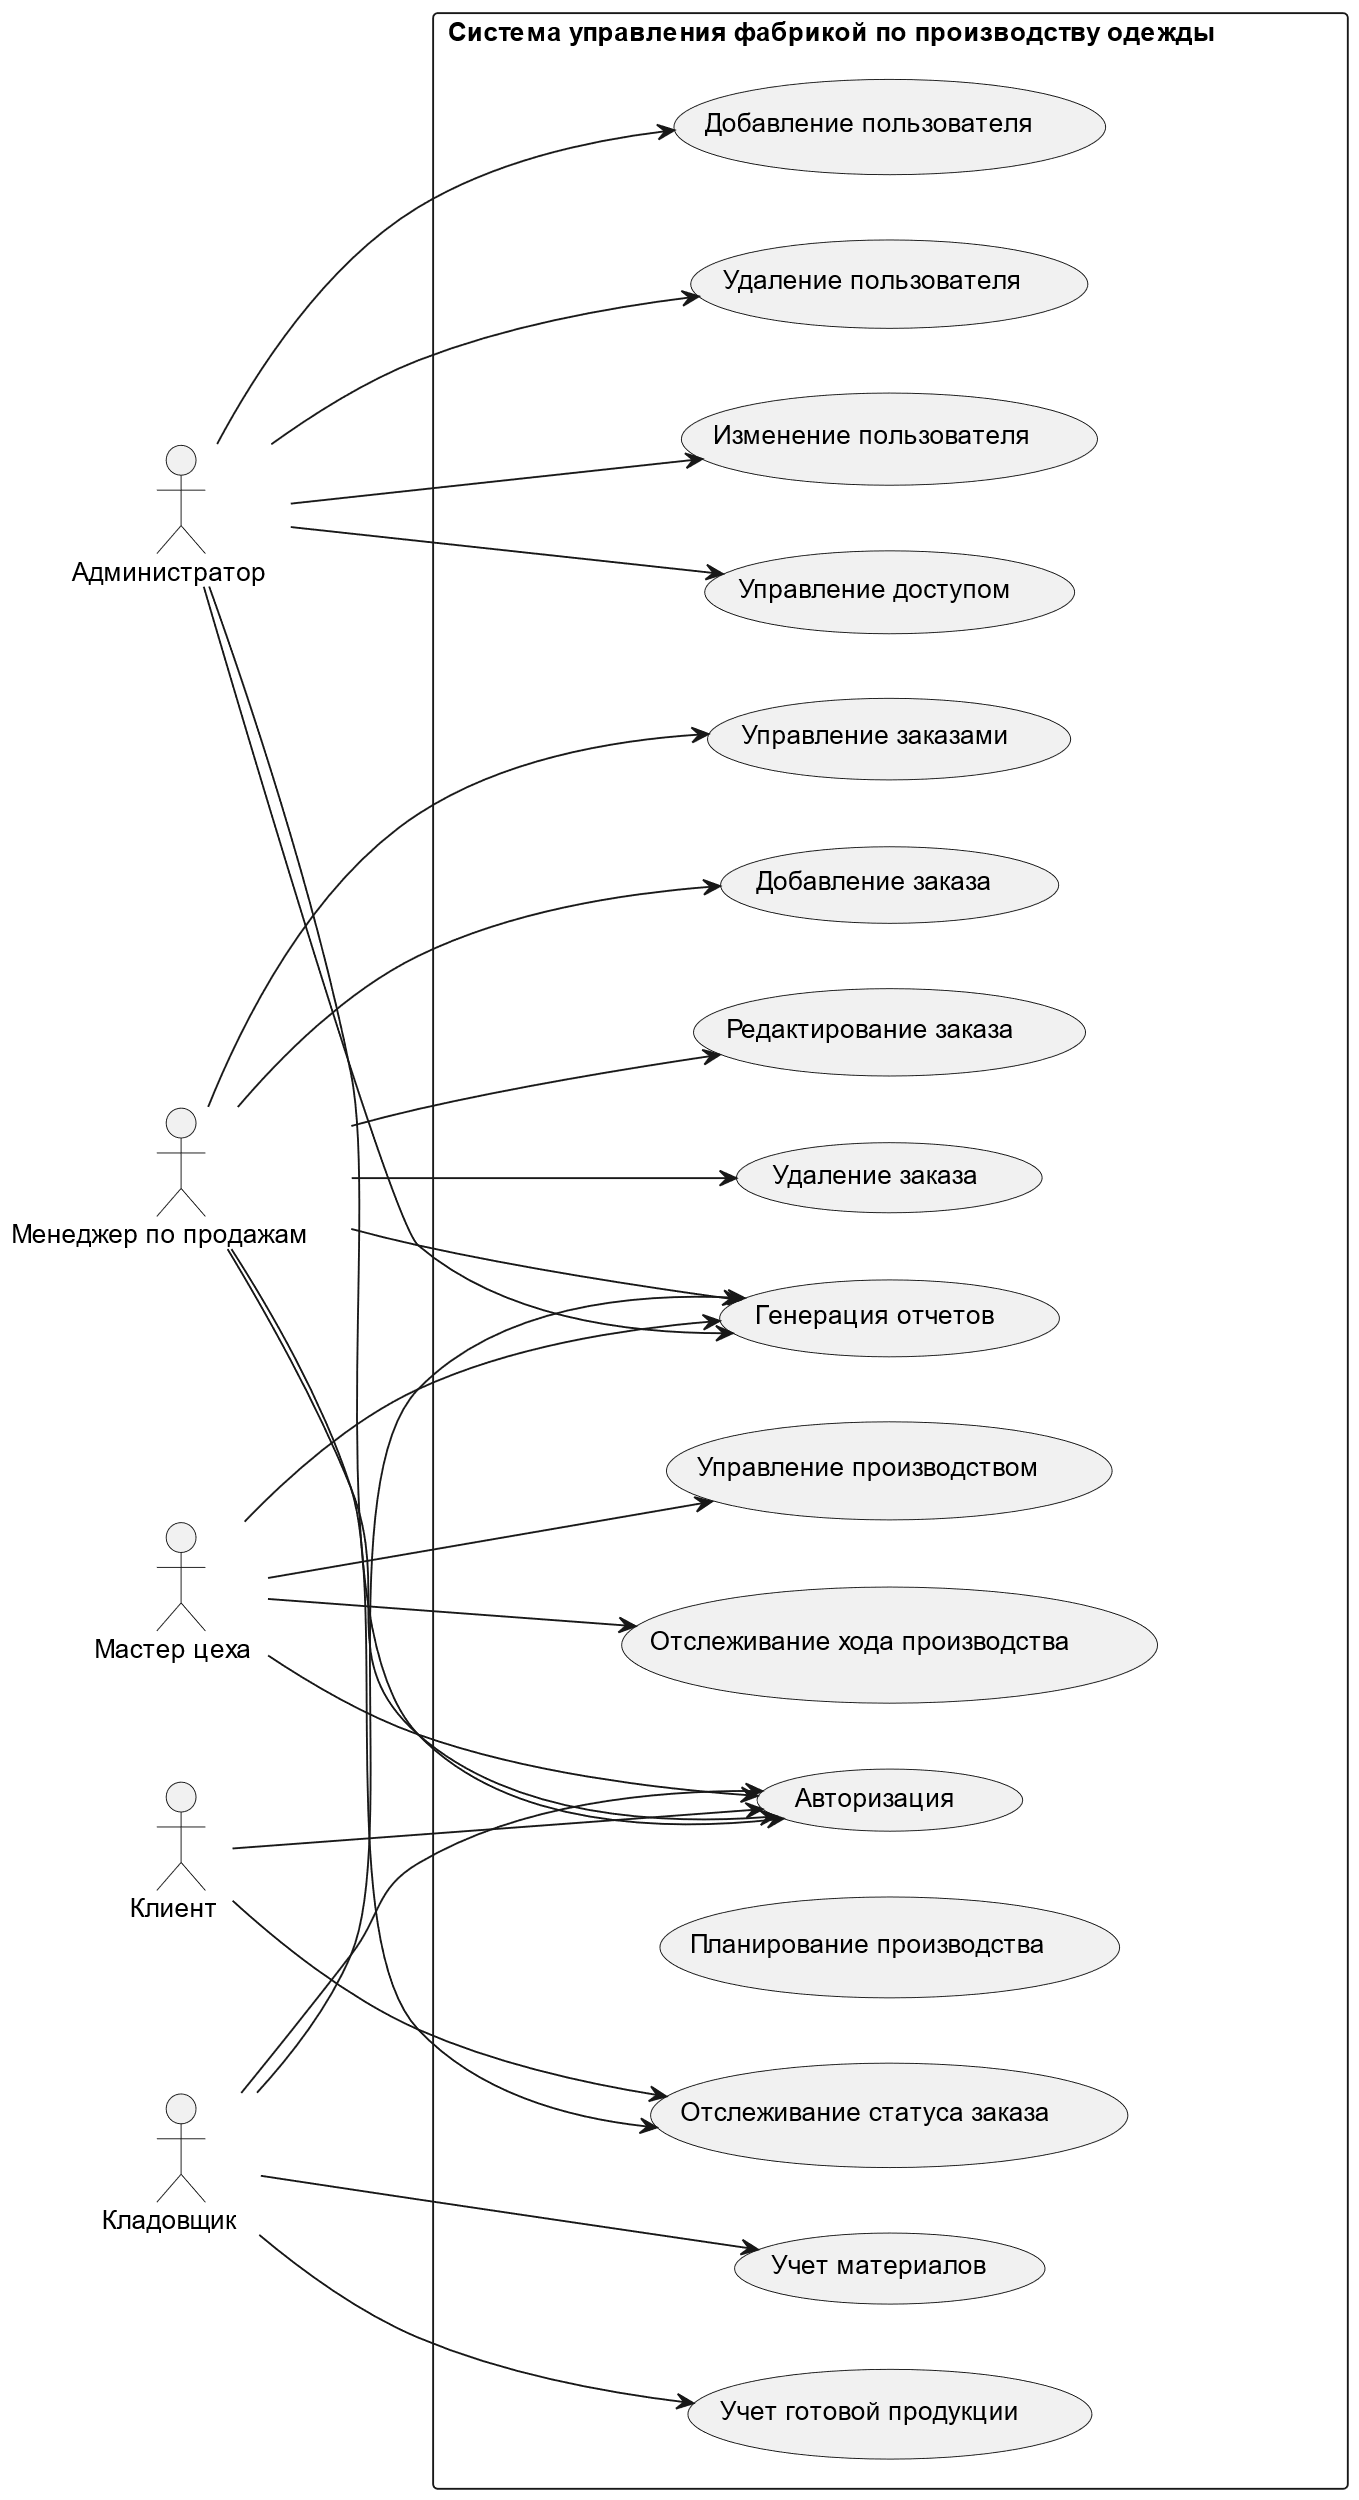 Система управления фабрикой по производству одежды
Добавление пользователя
Удаление пользователя
Изменение пользователя
Администратор
Управление доступом
Управление заказами
Добавление заказа
Редактирование заказа
Удаление заказа
Менеджер по продажам
Генерация отчетов
Управление производством
Отслеживание хода производства
Мастер цеха
Авторизация
Клиент
Планирование производства
Отслеживание статуса заказа
Кладовщик
Учет материалов
Учет готовой продукции